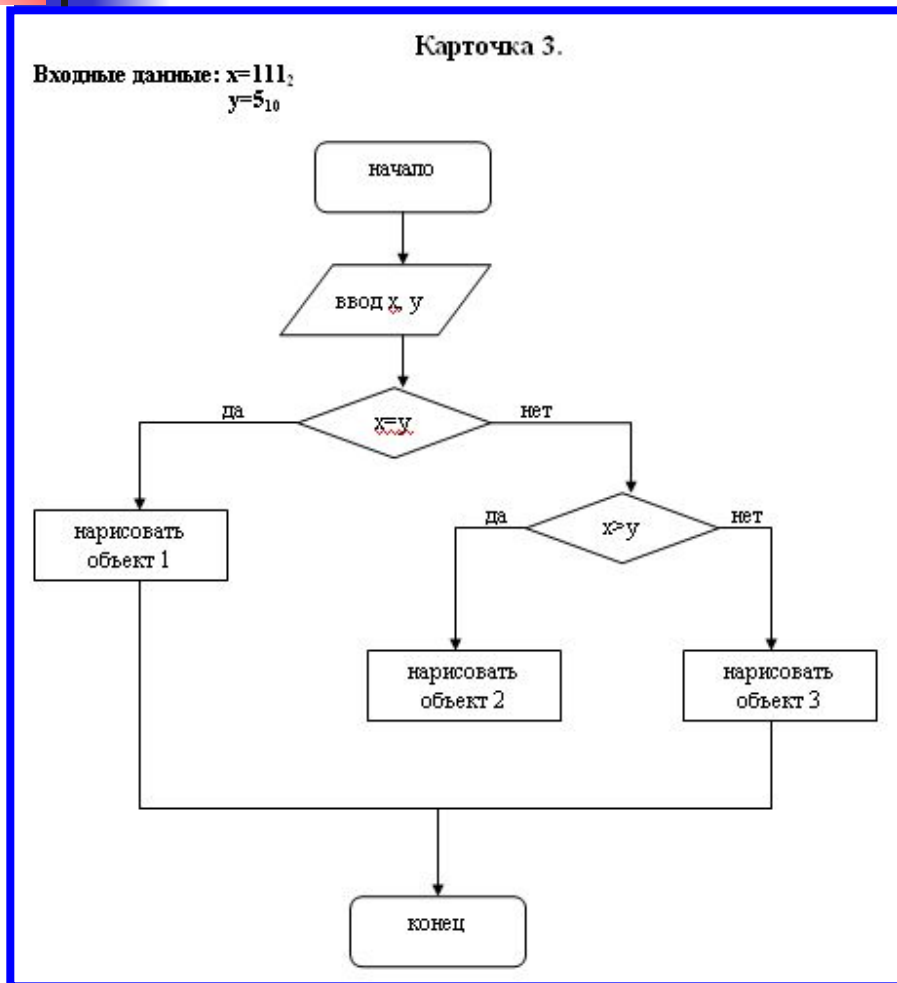 Карточка 3.
Входные данные: x=111₂
y=5₁₀
начало
ввод x, y
да
x=y
нет
нарисовать
объект 1
да
x>y
нет
нарисовать
объект 2
нарисовать
объект 3
конец